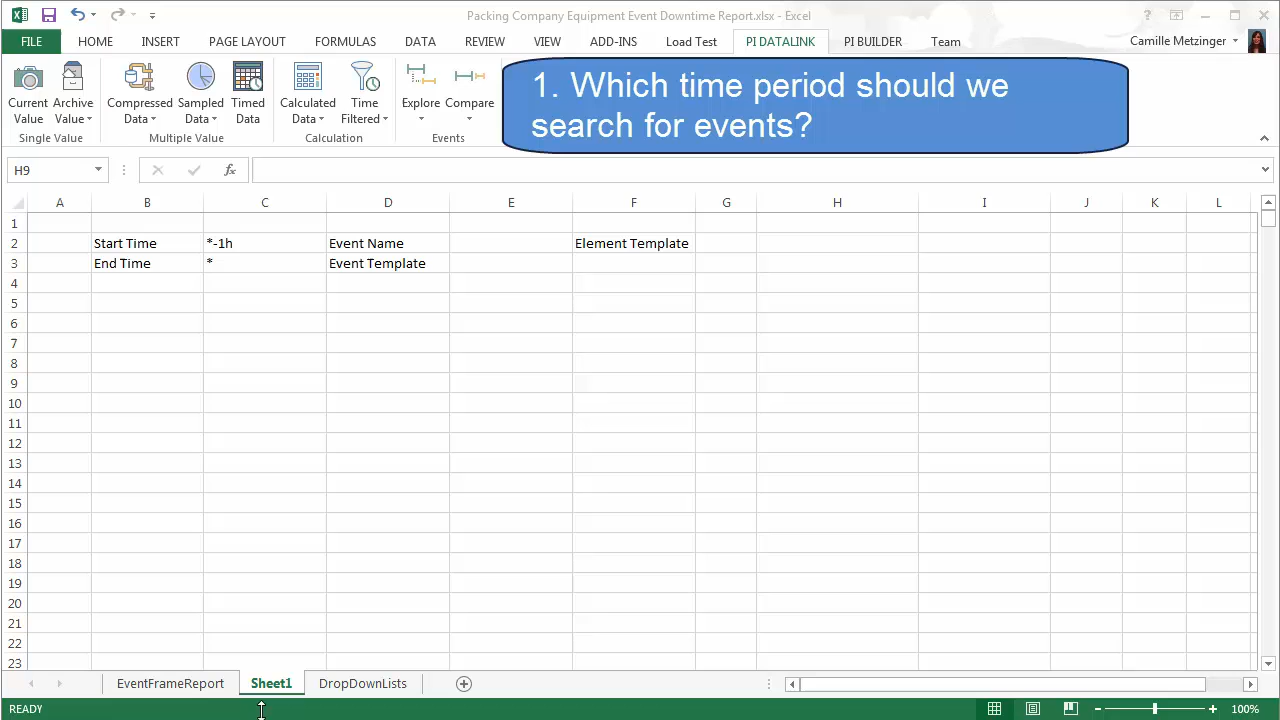 Packing Company Equipment Event Downtime Report.xlsx - Excel
FILE HOME INSERT PAGE LAYOUT FORMULAS DATA REVIEW VIEW ADD-INS Load Test PI DATALINK PI BUILDER Team Camille Metzinger
Current Value
Archive Value
Compressed Data
Sampled Data
Timed Data
Calculated Data
Time Filtered
Explore
Compare
Single Value
Multiple Value
Calculation
Events
1. Which time period should we
search for events?
H9
fx
A B C D E F G H I J K L
1
2 Start Time *-1h Event Name Element Template
3 End Time * Event Template
4
5
6
7
8
9
10
11
12
13
14
15
16
17
18
19
20
21
22
23
EventFrameReport Sheet1 DropDownLists
READY
100%